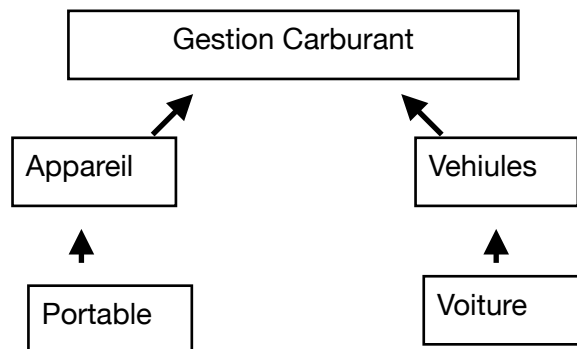 Gestion Carburant
Appareil
Vehiules
Portable
Voiture